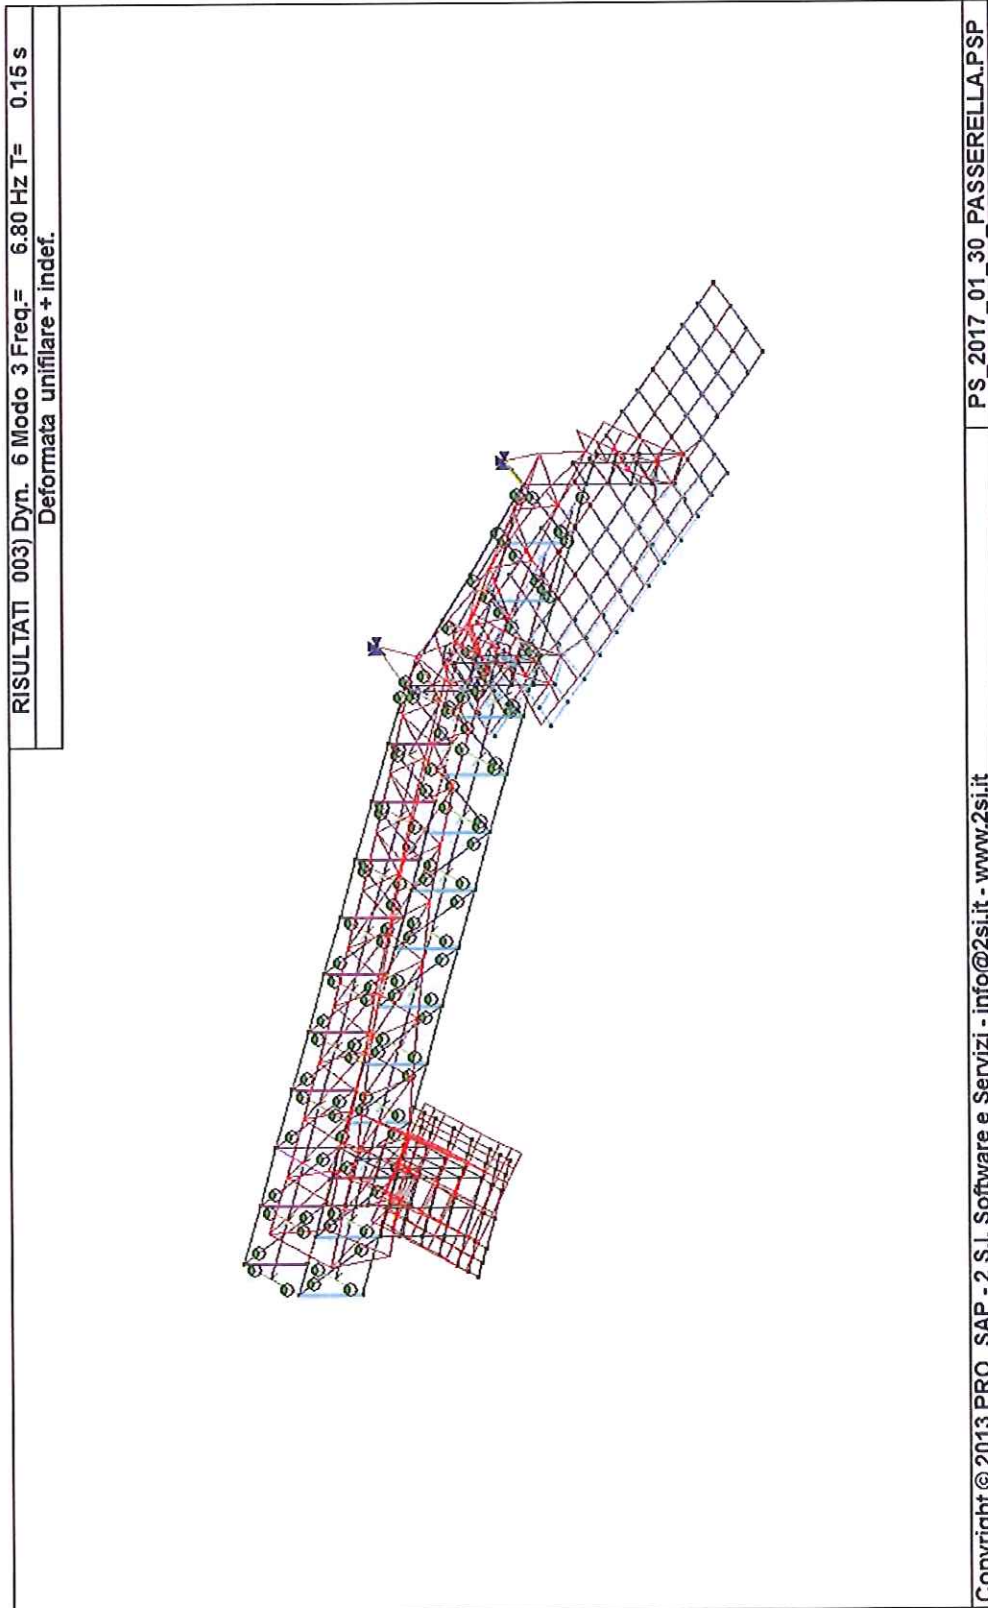 RISULTATI 003) Dyn. 6 Modo 3 Freq.= 6.80 Hz T= 0.15 s
Deformata unifilare + indef.
Copyright © 2013 PRO_SAP - 2 S.I. Software e Servizi - info@2si.it - www.2si.it
PS_2017_01_30_PASSERELLA.PSP